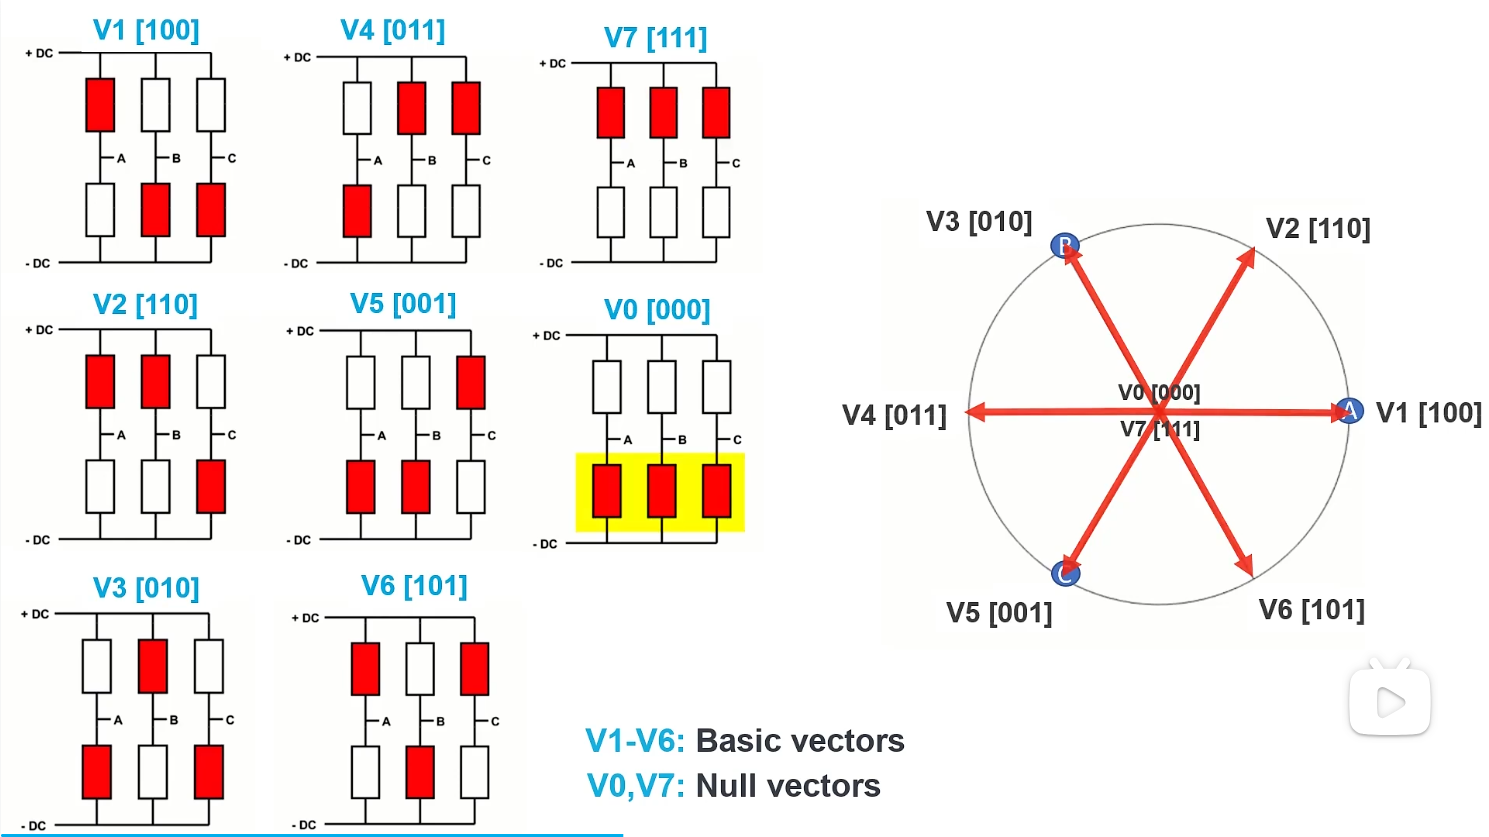 V1 [100]
+ DC
A
B
C
- DC
V4 [011]
+ DC
A
B
C
- DC
V7 [111]
+ DC
A
B
C
- DC
V2 [110]
+ DC
A
B
C
- DC
V5 [001]
+ DC
A
B
C
- DC
V0 [000]
+ DC
A
B
C
- DC
V3 [010]
+ DC
A
B
C
- DC
V6 [101]
+ DC
A
B
C
- DC
V3 [010]
B
V2 [110]
V4 [011]
V0 [000]
V7 [111]
A
V1 [100]
C
V5 [001]
V6 [101]
V1-V6: Basic vectors
V0,V7: Null vectors